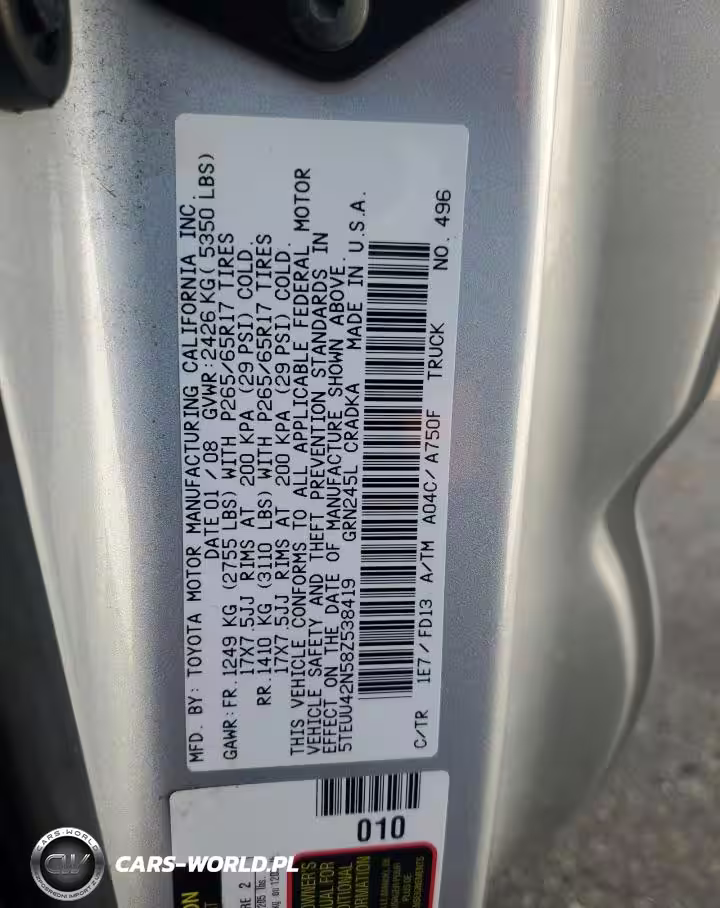 MFD. BY: TOYOTA MOTOR MANUFACTURING CALIFORNIA INC.
DATE 01/08 GVWR:2426 KG( 5350 LBS)
GAWR:FR.1249 KG (2755 LBS) WITH P265/65R17 TIRES
17X7.5JJ RIMS AT 200 KPA (29 PSI) COLD.
RR.1410 KG (3110 LBS) WITH P265/65R17 TIRES
17X7.5JJ RIMS AT 200 KPA (29 PSI) COLD.
THIS VEHICLE CONFORMS TO ALL APPLICABLE FEDERAL MOTOR
VEHICLE SAFETY AND THEFT PREVENTION STANDARDS IN
EFFECT ON THE DATE OF MANUFACTURE SHOWN ABOVE.
5TEUU42N58Z538419 GRN245L CRADKA MADE IN U.S.A.
C/TR 1E7/FD13 A/TM A04C/A750F TRUCK NO. 496
010
CARS-WORLD
CW
CARS-WORLD.PL